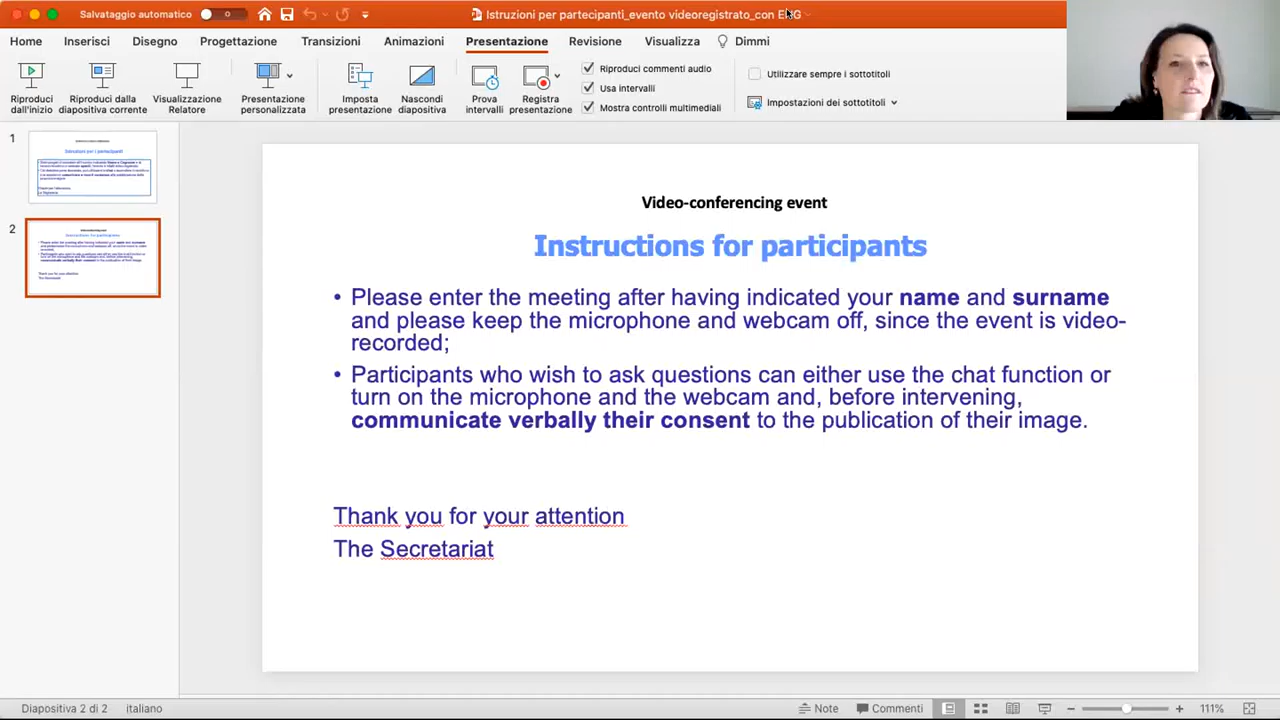 Salvataggio automatico
Istruzioni per partecipanti_evento videoregistrato_con ENG
Home Inserisci Disegno Progettazione Transizioni Animazioni Presentazione Revisione Visualizza Dimmi
Riproduci dall'inizio
Riproduci dalla diapositiva corrente
Visualizzazione Relatore
Presentazione personalizzata
Imposta presentazione
Nascondi diapositiva
Prova intervalli
Registra presentazione
Riproduci commenti audio
Usa intervalli
Mostra controlli multimediali
Utilizzare sempre i sottotitoli
Impostazioni dei sottotitoli
1
2
Video-conferencing event
Instructions for participants
• Please enter the meeting after having indicated your name and surname
and please keep the microphone and webcam off, since the event is video-
recorded;
• Participants who wish to ask questions can either use the chat function or
turn on the microphone and the webcam and, before intervening,
communicate verbally their consent to the publication of their image.
Thank you for your attention
The Secretariat
Diapositiva 2 di 2 italiano Note Commenti 111%